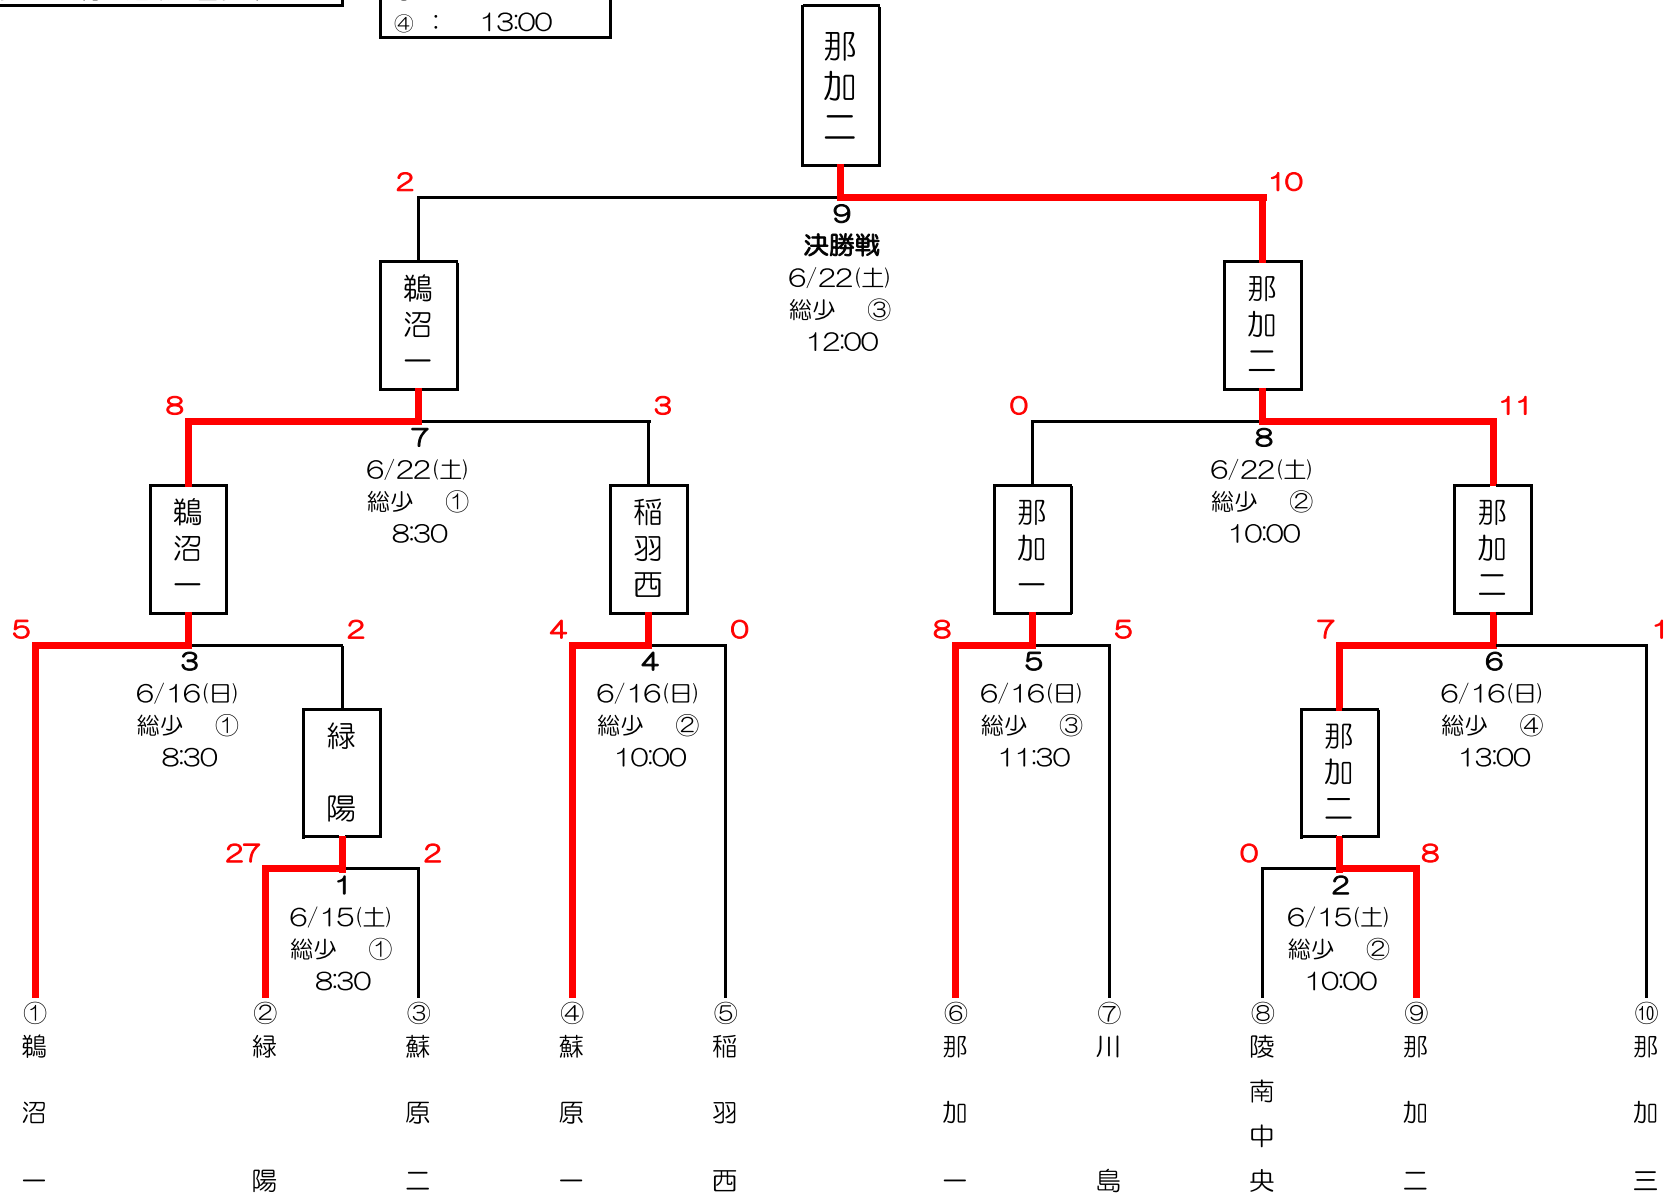 ④ : 13:00
那加二
2 10
9
決勝戦
6/22(土)
総少 ③
12:00
鵜沼一
那加二
8 3
7
6/22(土)
総少 ①
8:30
0 11
8
6/22(土)
総少 ②
10:00
鵜沼一
稲羽西
那加一
那加二
5 2
3
6/16(日)
総少 ①
8:30
4 0
4
6/16(日)
総少 ②
10:00
8 5
5
6/16(日)
総少 ③
11:30
7 1
6
6/16(日)
総少 ④
13:00
緑陽
那加二
27 2
1
6/15(土)
総少 ①
8:30
0 8
2
6/15(土)
総少 ②
10:00
①鵜沼一
②緑陽
③蘇原二
④蘇原一
⑤稲羽西
⑥那加一
⑦川島
⑧陵南中央
⑨那加二
⑩那加三